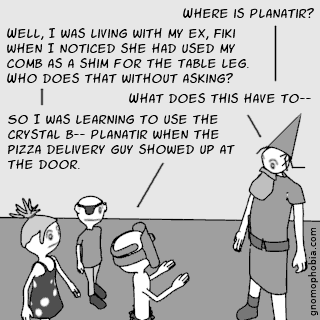 WHERE IS PLANATIR?
WELL, I WAS LIVING WITH MY EX, FIKI
WHEN I NOTICED SHE HAD USED MY
COMB AS A SHIM FOR THE TABLE LEG.
WHO DOES THAT WITHOUT ASKING?
WHAT DOES THIS HAVE TO--
SO I WAS LEARNING TO USE THE
CRYSTAL B-- PLANATIR WHEN THE
PIZZA DELIVERY GUY SHOWED UP AT
THE DOOR.
gnomophobia.com